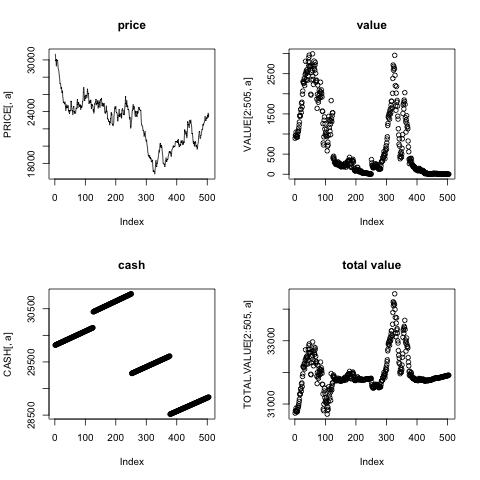 price
PRICE[, a]
18000 24000 30000
0 100 200 300 400 500
Index
value
VALUE[2:505, a]
0 500 1500 2500
0 100 200 300 400 500
Index
cash
CASH[, a]
28500 29500 30500
0 100 200 300 400 500
Index
total value
TOTAL.VALUE[2:505, a]
31000 33000
0 100 200 300 400 500
Index